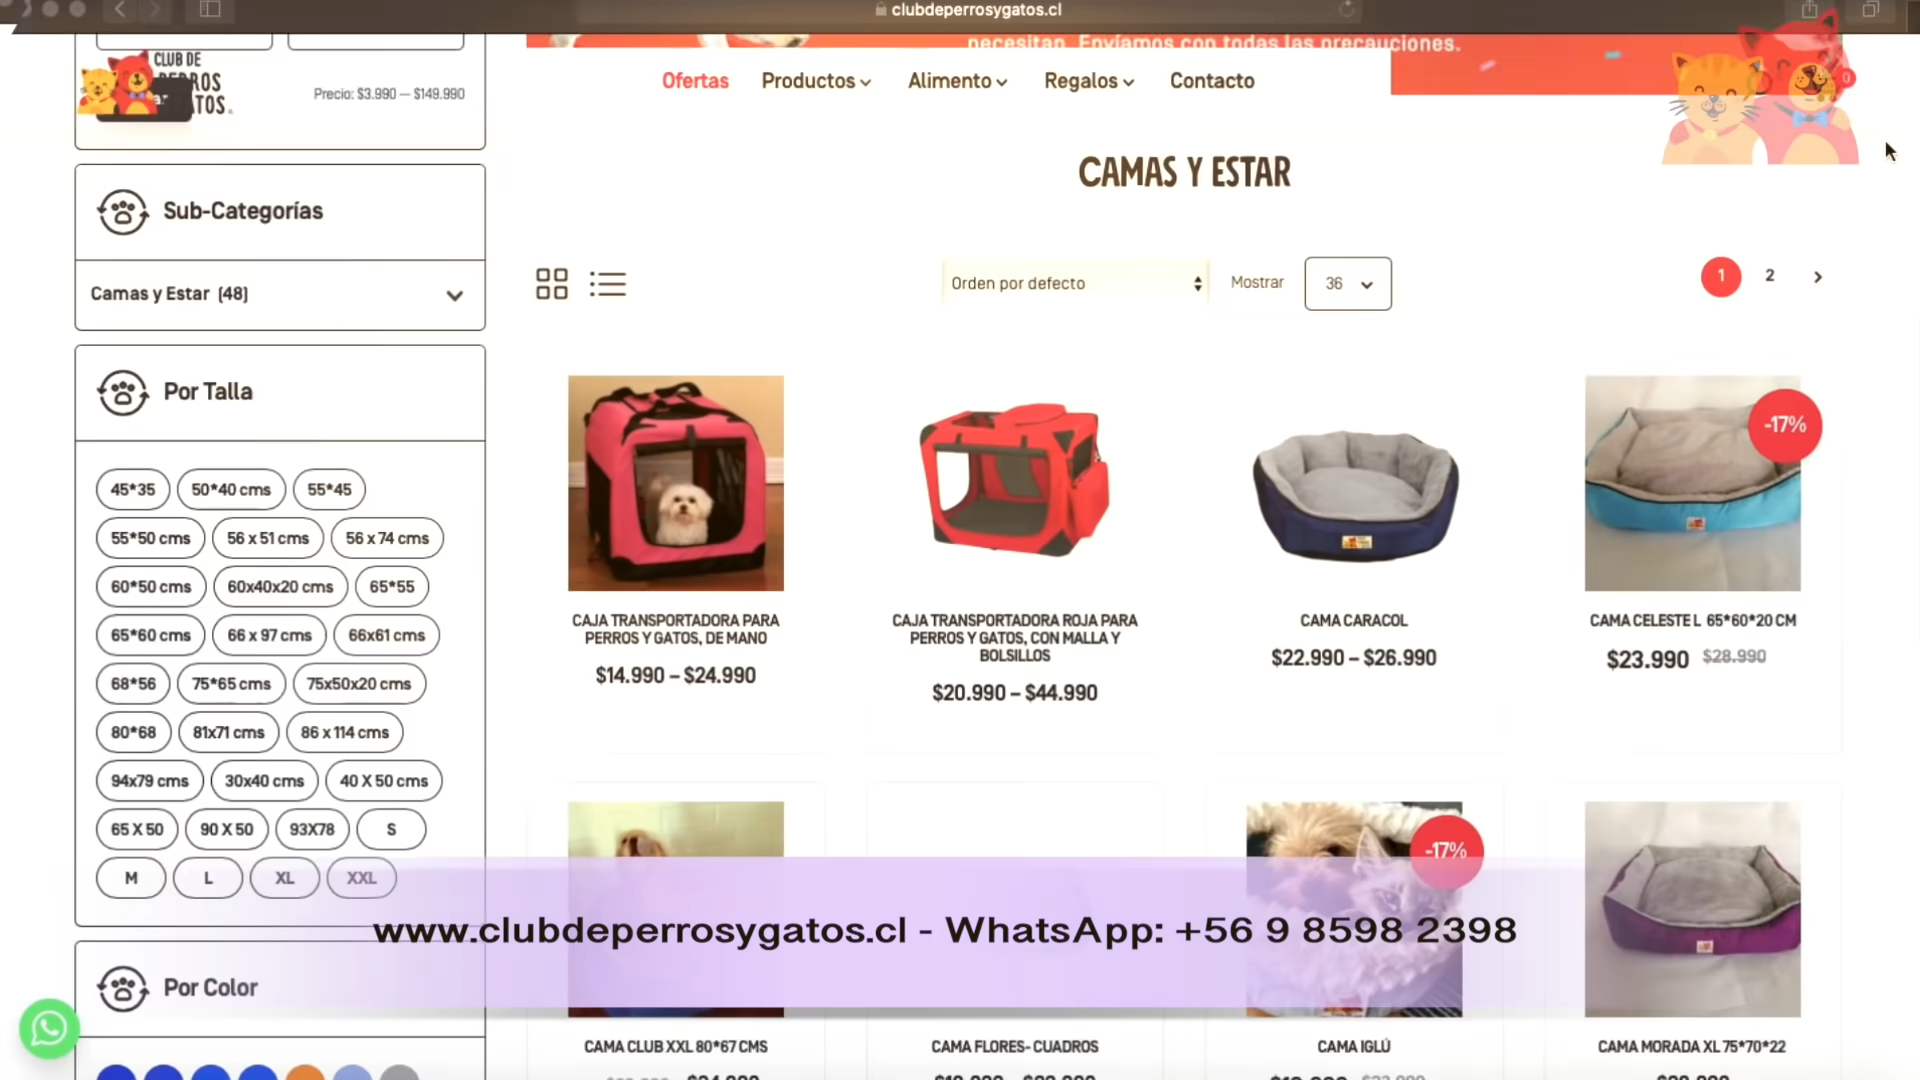 clubdeperrosygatos.cl
necesitan. Envíamos con todas las precauciones.
CLUB DE
PERROS
GATOS
Precio: $3.990 — $149.990
Ofertas
Productos
Alimento
Regalos
Contacto
0
CAMAS Y ESTAR
Sub-Categorías
Camas y Estar (48)
Orden por defecto
Mostrar
36
1
2
Por Talla
45*35
50*40 cms
55*45
55*50 cms
56 x 51 cms
56 x 74 cms
60*50 cms
60x40x20 cms
65*55
65*60 cms
66 x 97 cms
66x61 cms
68*56
75*65 cms
75x50x20 cms
80*68
81x71 cms
86 x 114 cms
94x79 cms
30x40 cms
40 X 50 cms
65 X 50
90 X 50
93X78
S
M
L
XL
XXL
-17%
CAJA TRANSPORTADORA PARA
PERROS Y GATOS, DE MANO
$14.990 – $24.990
CAJA TRANSPORTADORA ROJA PARA
PERROS Y GATOS, CON MALLA Y
BOLSILLOS
$20.990 – $44.990
CAMA CARACOL
$22.990 – $26.990
CAMA CELESTE L 65*60*20 CM
$23.990 $28.990
-17%
www.clubdeperrosygatos.cl - WhatsApp: +56 9 8598 2398
Por Color
CAMA CLUB XXL 80*67 CMS
CAMA FLORES- CUADROS
CAMA IGLÚ
CAMA MORADA XL 75*70*22